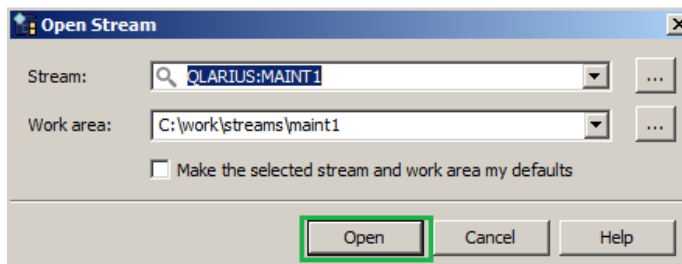 Open Stream
Stream: QLARIUS:MAINT1 ...
Work area: C:\work\streams\maint1 ...
Make the selected stream and work area my defaults
Open Cancel Help